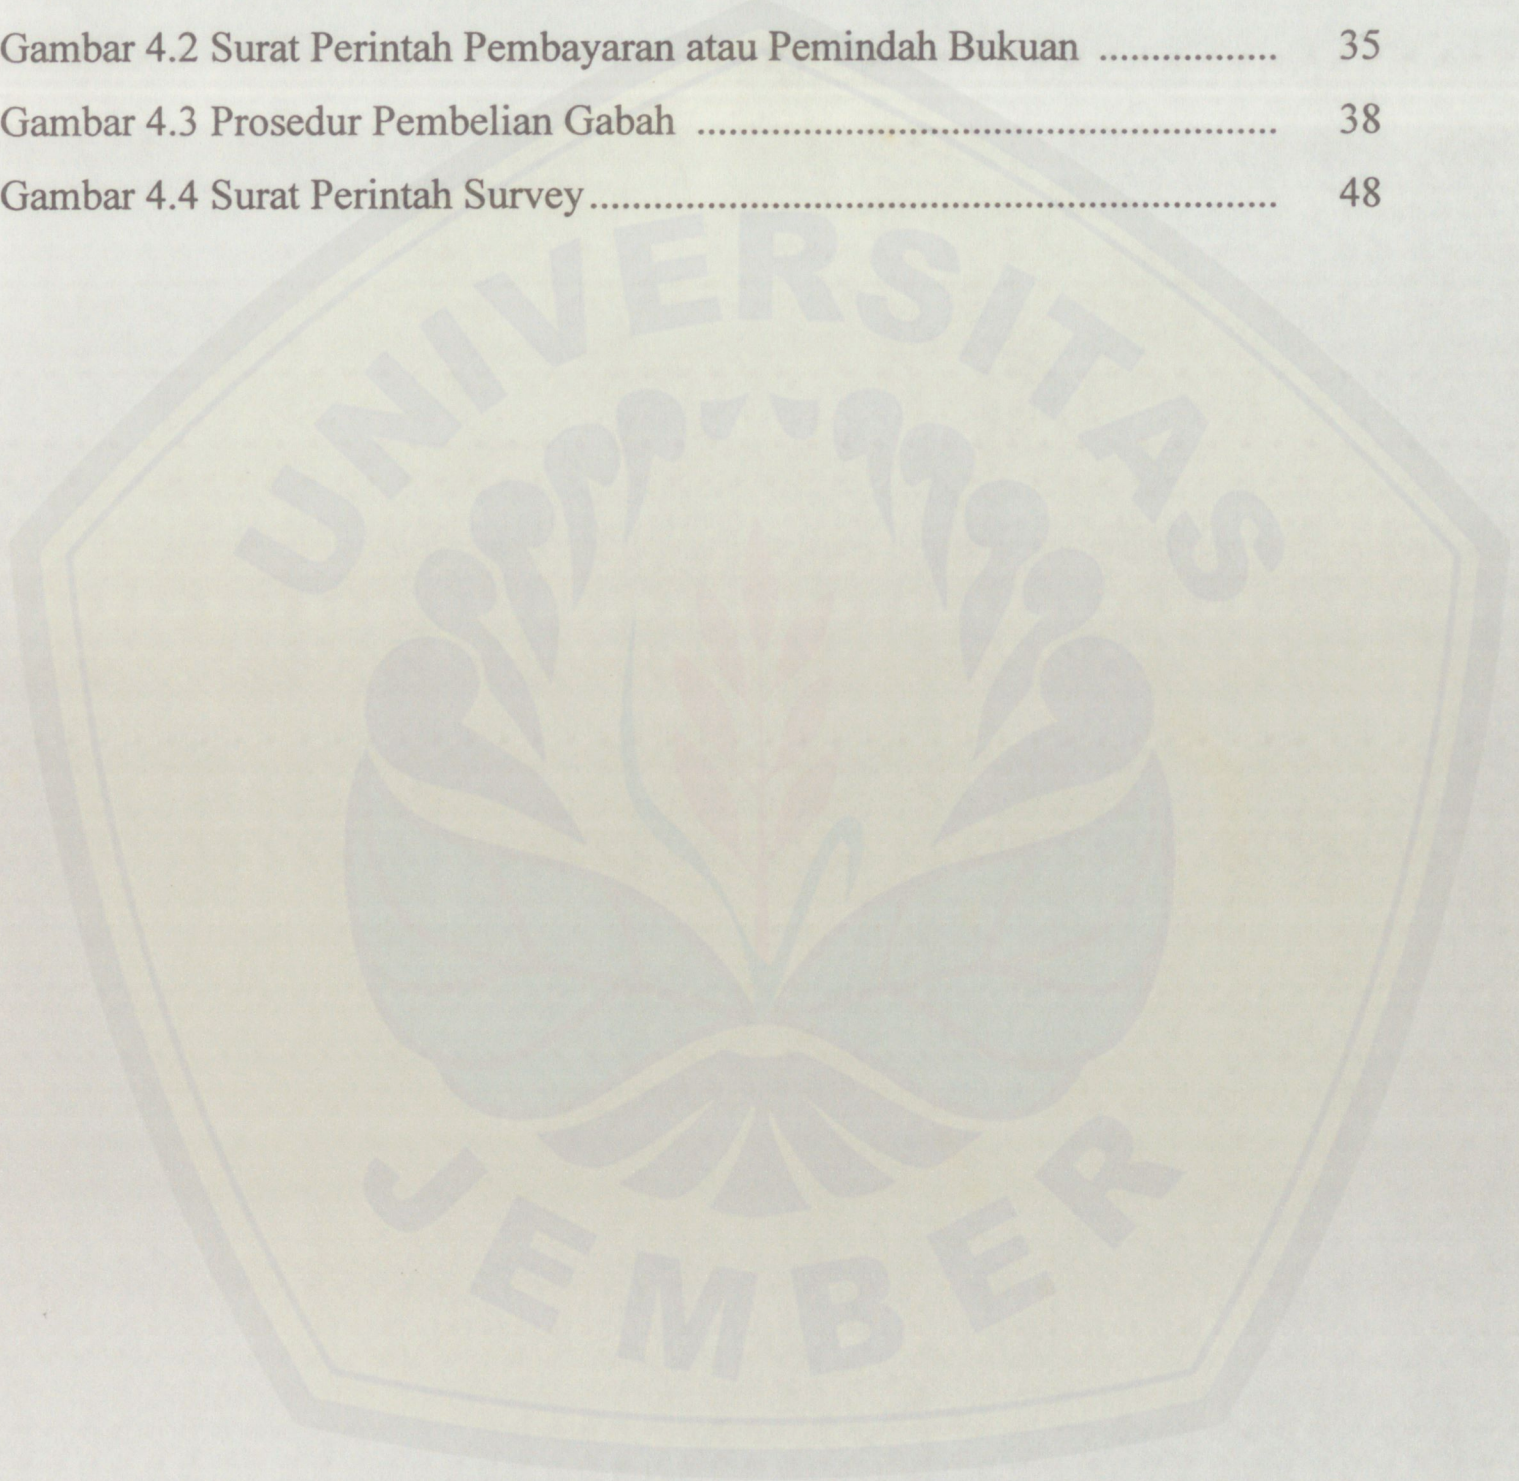 Gambar 4.2 Surat Perintah Pembayaran atau Pemindah Bukuan ................. 35
Gambar 4.3 Prosedur Pembelian Gabah ....................................................... 38
Gambar 4.4 Surat Perintah Survey................................................................. 48
UNIVERSITAS
JEMBER